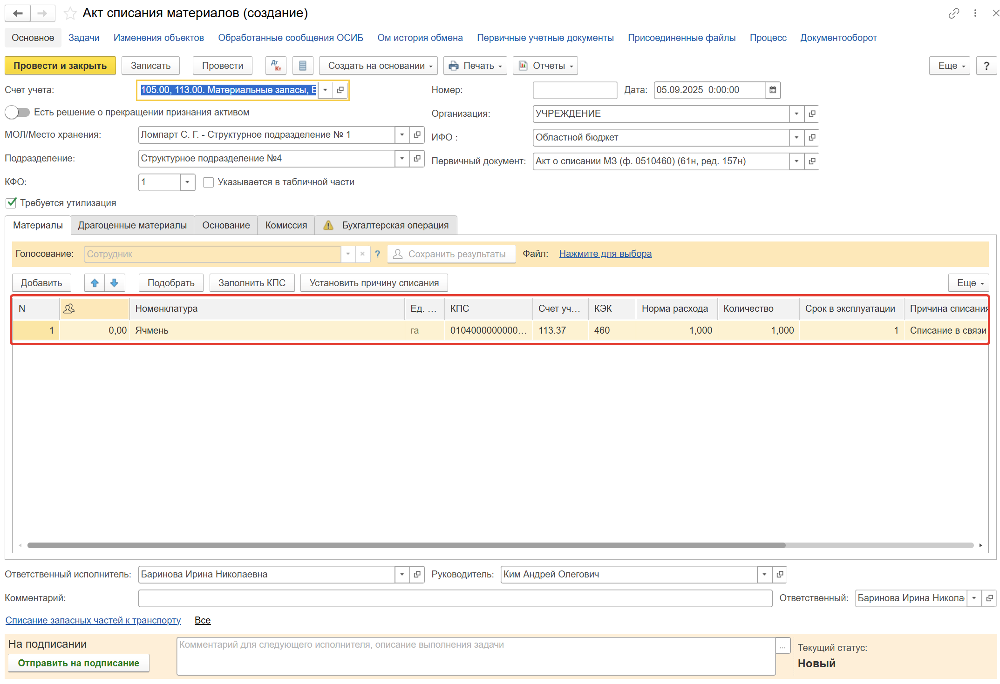 Акт списания материалов (создание)
Основное Задачи Изменения объектов Обработанные сообщения ОСИБ Ом история обмена Первичные учетные документы Присоединенные файлы Процесс Документооборот
Провести и закрыть Записать Провести Дт Кт Создать на основании Печать Отчеты Еще ?
Счет учета: 105.00, 113.00. Материальные запасы, Номер: Дата: 05.09.2025 0:00:00
Есть решение о прекращении признания активом Организация: УЧРЕЖДЕНИЕ
МОЛ/Место хранения: Ломпарт С. Г. - Структурное подразделение № 1 ИФО : Областной бюджет
Подразделение: Структурное подразделение №4 Первичный документ: Акт о списании МЗ (ф. 0510460) (61н, ред. 157н)
КФО: 1 Указывается в табличной части
Требуется утилизация
Материалы Драгоценные материалы Основание Комиссия Бухгалтерская операция
Голосование: Сотрудник ? Сохранить результаты Файл: Нажмите для выбора
Добавить Подобрать Заполнить КПС Установить причину списания Еще
N Номенклатура Ед. ... КПС Счет уч... КЭК Норма расхода Количество Срок в эксплуатации Причина списания
1 0,00 Ячмень га 0104000000000... 113.37 460 1,000 1,000 1 Списание в связи
Ответственный исполнитель: Баринова Ирина Николаевна Руководитель: Ким Андрей Олегович
Комментарий: Ответственный: Баринова Ирина Никола
Списание запасных частей к транспорту Все
На подписании Комментарий для следующего исполнителя, описание выполнения задачи ... Текущий статус:
Отправить на подписание Новый